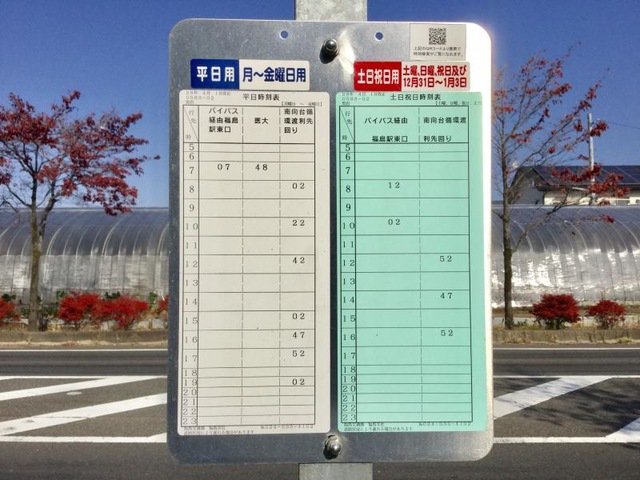 平日用 月～金曜日用
土日祝日用 土曜、日曜、祝日及び
12月31日～1月3日
平日時刻表
行先
時
バイパス
経由福島
駅東口
医大
南向台循
環渡利先
回り
5
6
7 07 48
8 02
9
10 22
11
12 42
13
14
15 02
16 47
17 52
18
19 02
20
21
22
23
土日祝日時刻表
行先
時
バイパス経由
福島駅東口
南向台循環渡
利先回り
5
6
7
8 12
9
10 02
11
12 52
13
14 47
15
16 52
17
18
19
20
21
22
23